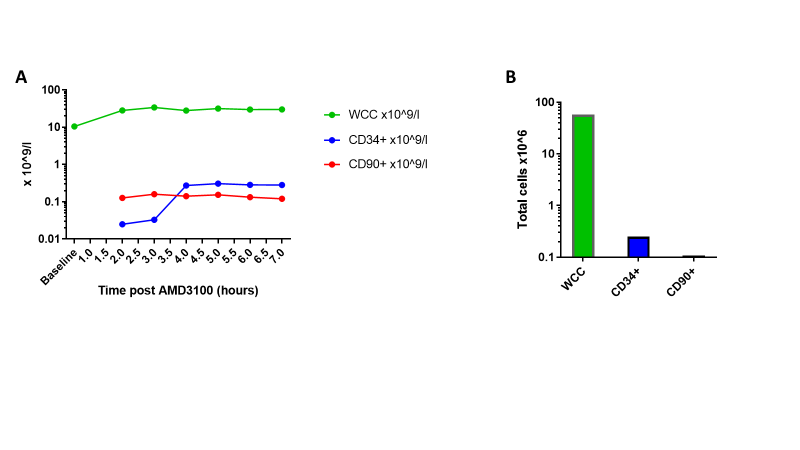 A
x 10^9/l
100
10
1
0.1
0.01
Baseline
1.0
1.5
2.0
2.5
3.0
3.5
4.0
4.5
5.0
5.5
6.0
6.5
7.0
Time post AMD3100 (hours)
WCC x10^9/l
CD34+ x10^9/l
CD90+ x10^9/l
B
Total cells x10^6
100
10
1
0.1
WCC
CD34+
CD90+